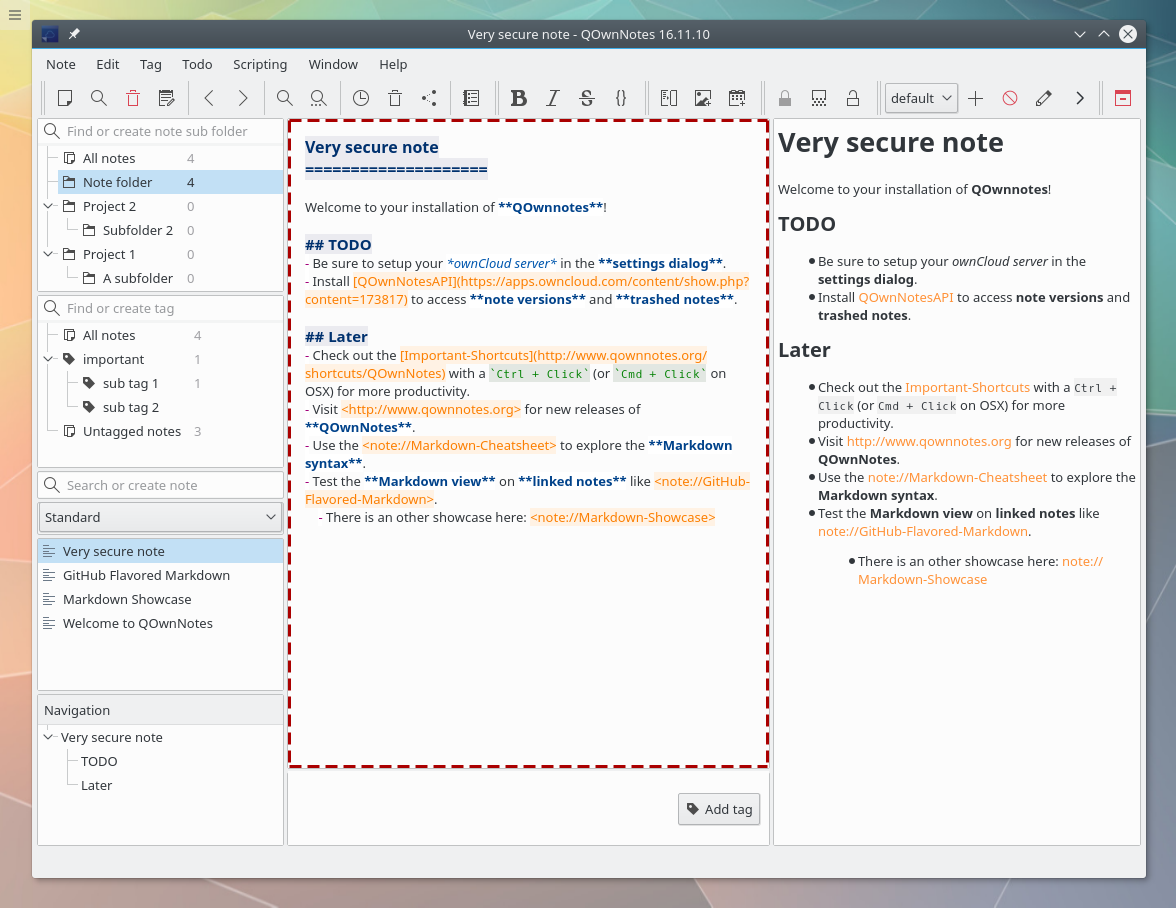 Very secure note - QOwnNotes 16.11.10
Note Edit Tag Todo Scripting Window Help
default
Find or create note sub folder
All notes 4
Note folder 4
Project 2 0
Subfolder 2 0
Project 1 0
A subfolder 0
Find or create tag
All notes 4
important 1
sub tag 1 1
sub tag 2
Untagged notes 3
Search or create note
Standard
Very secure note
GitHub Flavored Markdown
Markdown Showcase
Welcome to QOwnNotes
Navigation
Very secure note
TODO
Later
Very secure note
====================
Welcome to your installation of **QOwnnotes**!
## TODO
- Be sure to setup your *ownCloud server* in the **settings dialog**.
- Install [QOwnNotesAPI](https://apps.owncloud.com/content/show.php?
content=173817) to access **note versions** and **trashed notes**.
## Later
- Check out the [Important-Shortcuts](http://www.qownnotes.org/
shortcuts/QOwnNotes) with a `Ctrl + Click` (or `Cmd + Click` on
OSX) for more productivity.
- Visit <http://www.qownnotes.org> for new releases of
**QOwnNotes**.
- Use the <note://Markdown-Cheatsheet> to explore the **Markdown
syntax**.
- Test the **Markdown view** on **linked notes** like <note://GitHub-
Flavored-Markdown>.
- There is an other showcase here: <note://Markdown-Showcase>
Add tag
Very secure note
Welcome to your installation of QOwnnotes!
TODO
Be sure to setup your ownCloud server in the
settings dialog.
Install QOwnNotesAPI to access note versions and
trashed notes.
Later
Check out the Important-Shortcuts with a Ctrl +
Click (or Cmd + Click on OSX) for more
productivity.
Visit http://www.qownnotes.org for new releases of
QOwnNotes.
Use the note://Markdown-Cheatsheet to explore the
Markdown syntax.
Test the Markdown view on linked notes like
note://GitHub-Flavored-Markdown.
There is an other showcase here: note://
Markdown-Showcase